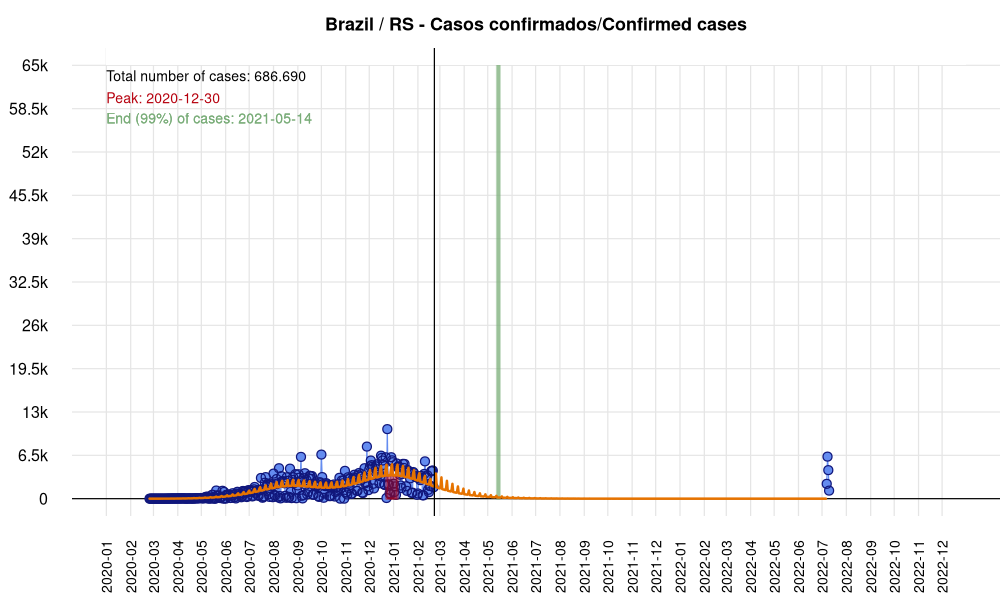 Brazil / RS - Casos confirmados/Confirmed cases
Total number of cases: 686.690
Peak: 2020-12-30
End (99%) of cases: 2021-05-14
65k
58.5k
52k
45.5k
39k
32.5k
26k
19.5k
13k
6.5k
0
2020-01
2020-02
2020-03
2020-04
2020-05
2020-06
2020-07
2020-08
2020-09
2020-10
2020-11
2020-12
2021-01
2021-03
2021-04
2021-05
2021-06
2021-07
2021-08
2021-09
2021-10
2021-11
2021-12
2022-01
2022-02
2022-03
2022-04
2022-05
2022-06
2022-07
2022-08
2022-09
2022-10
2022-11
2022-12